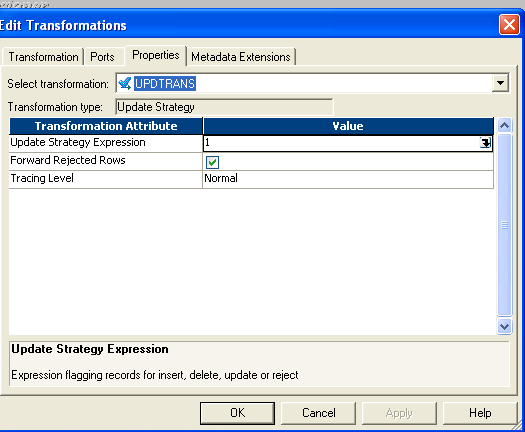 Edit Transformations
Transformation Ports Properties Metadata Extensions
Select transformation: UPDTRANS
Transformation type: Update Strategy
Transformation Attribute Value
Update Strategy Expression 1
Forward Rejected Rows
Tracing Level Normal
Update Strategy Expression
Expression flagging records for insert, delete, update or reject
OK Cancel Apply Help